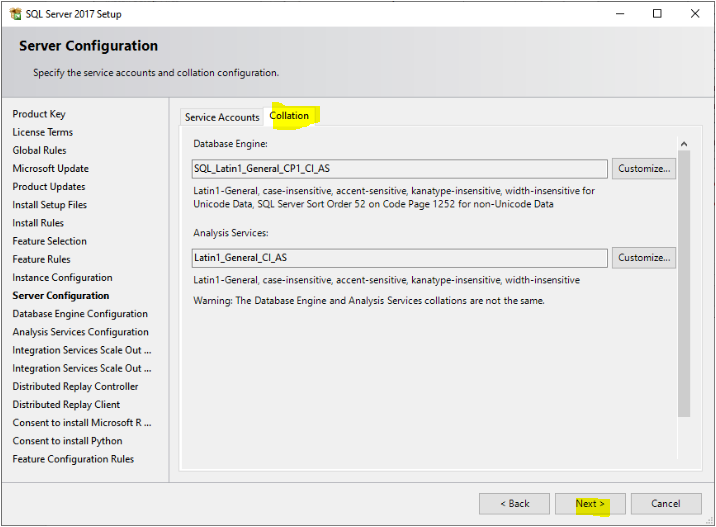 SQL Server 2017 Setup
Server Configuration
Specify the service accounts and collation configuration.
Product Key
License Terms
Global Rules
Microsoft Update
Product Updates
Install Setup Files
Install Rules
Feature Selection
Feature Rules
Instance Configuration
Server Configuration
Database Engine Configuration
Analysis Services Configuration
Integration Services Scale Out ...
Integration Services Scale Out ...
Distributed Replay Controller
Distributed Replay Client
Consent to install Microsoft R ...
Consent to install Python
Feature Configuration Rules
Service Accounts Collation
Database Engine:
SQL_Latin1_General_CP1_CI_AS Customize...
Latin1-General, case-insensitive, accent-sensitive, kanatype-insensitive, width-insensitive for
Unicode Data, SQL Server Sort Order 52 on Code Page 1252 for non-Unicode Data
Analysis Services:
Latin1_General_CI_AS Customize...
Latin1-General, case-insensitive, accent-sensitive, kanatype-insensitive, width-insensitive
Warning: The Database Engine and Analysis Services collations are not the same.
< Back Next > Cancel